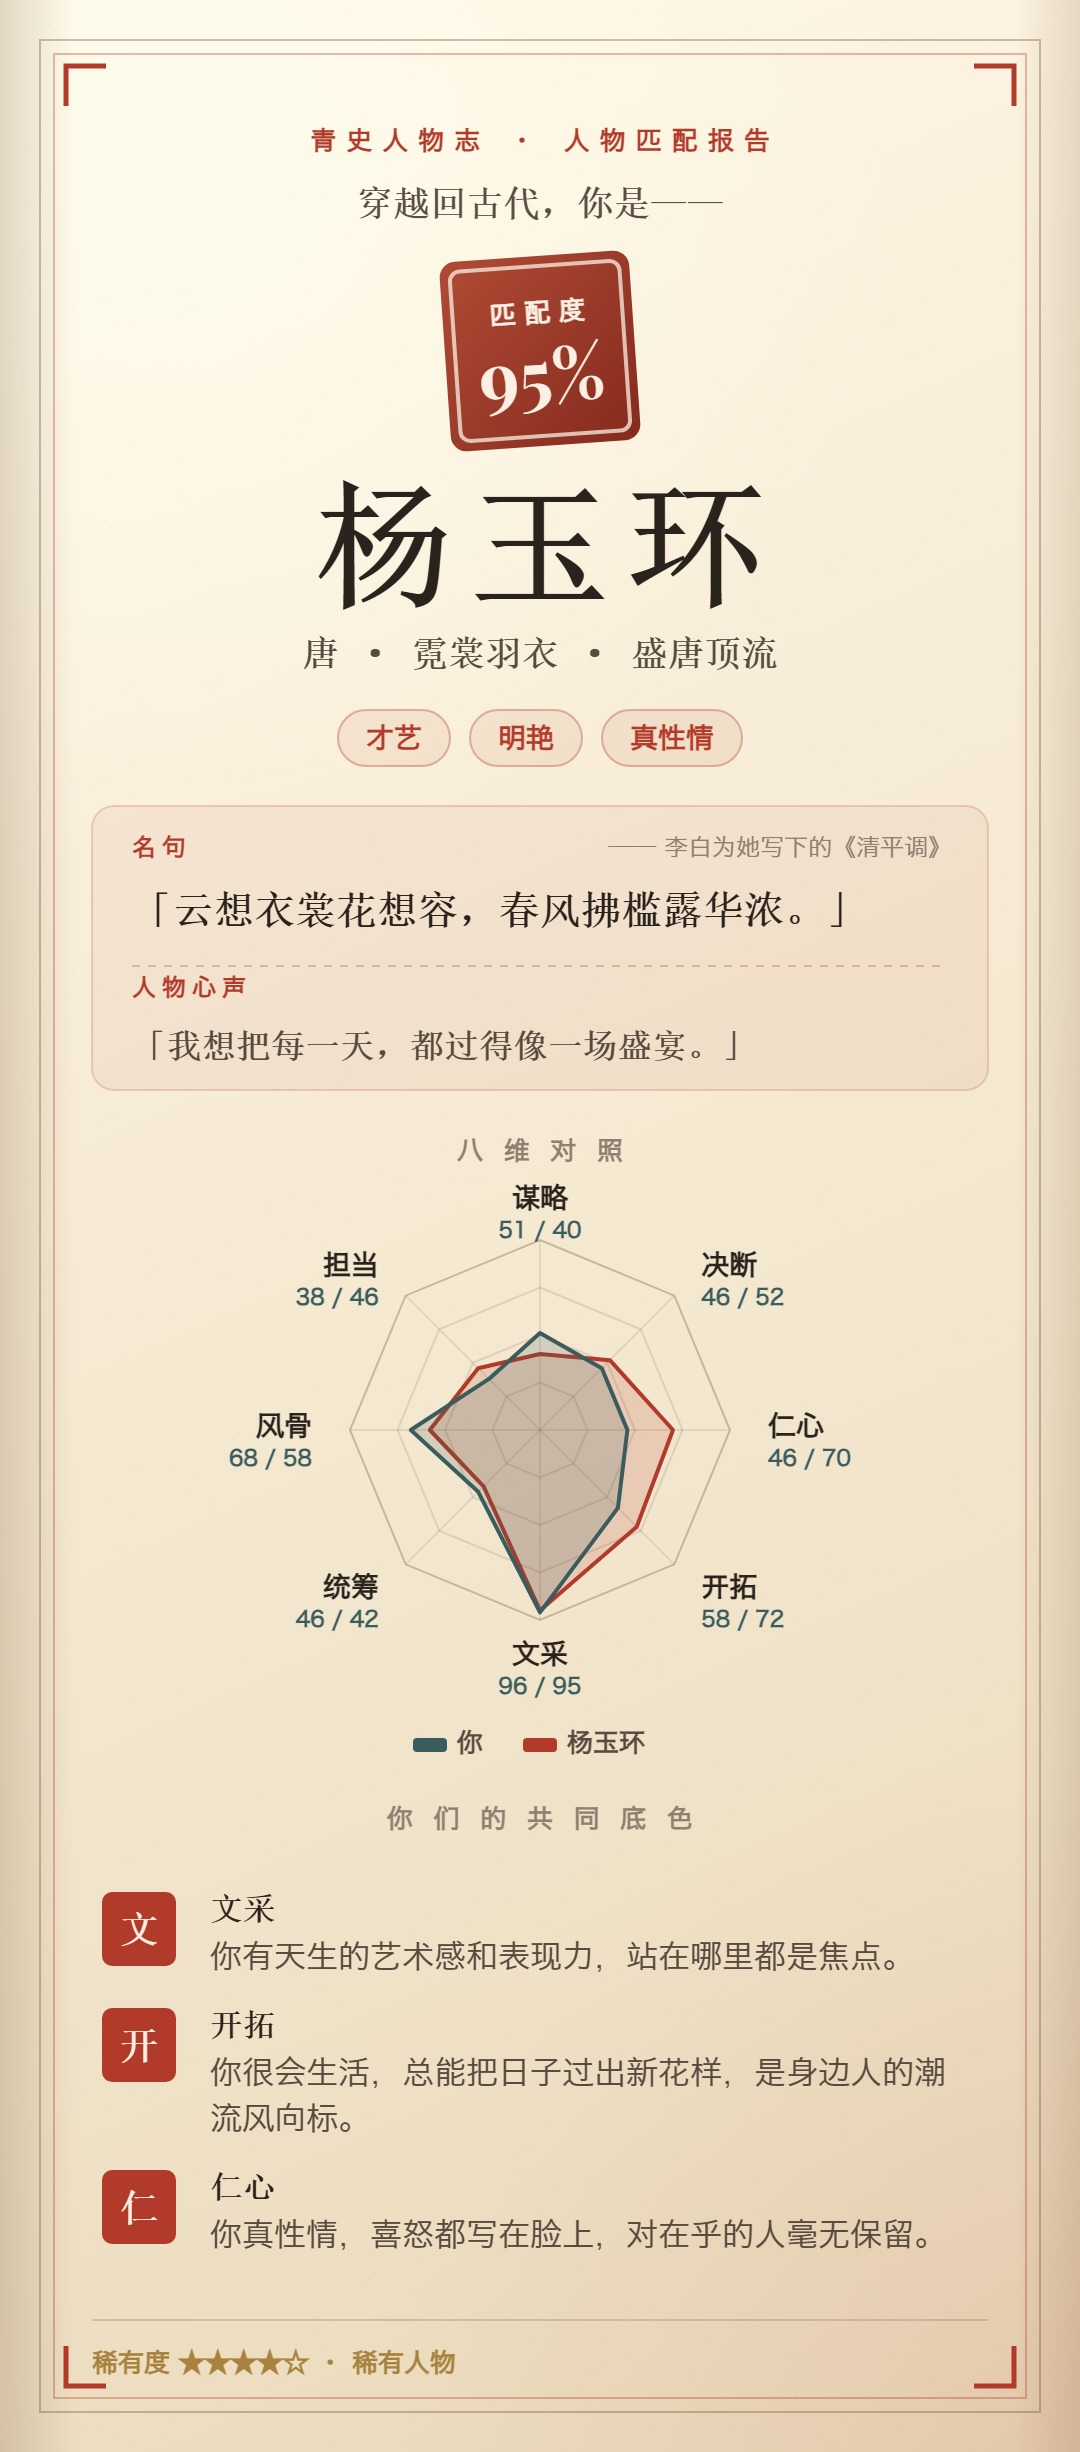 青史人物志 · 人物匹配报告
穿越回古代，你是——
匹配度
95%
杨玉环
唐 • 霓裳羽衣 • 盛唐顶流
才艺 明艳 真性情
名句 —— 李白为她写下的《清平调》
「云想衣裳花想容，春风拂槛露华浓。」
人物心声
「我想把每一天，都过得像一场盛宴。」
八维对照
谋略
51 / 40
担当 决断
38 / 46 46 / 52
风骨 仁心
68 / 58 46 / 70
统筹 开拓
46 / 42 58 / 72
文采
96 / 95
你 杨玉环
你们的共同底色
文 文采
你有天生的艺术感和表现力，站在哪里都是焦点。
开 开拓
你很会生活，总能把日子过出新花样，是身边人的潮
流风向标。
仁 仁心
你真性情，喜怒都写在脸上，对在乎的人毫无保留。
稀有度 ★★★★☆ · 稀有人物